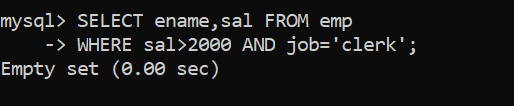 mysql> SELECT ename,sal FROM emp
    -> WHERE sal>2000 AND job='clerk';
Empty set (0.00 sec)